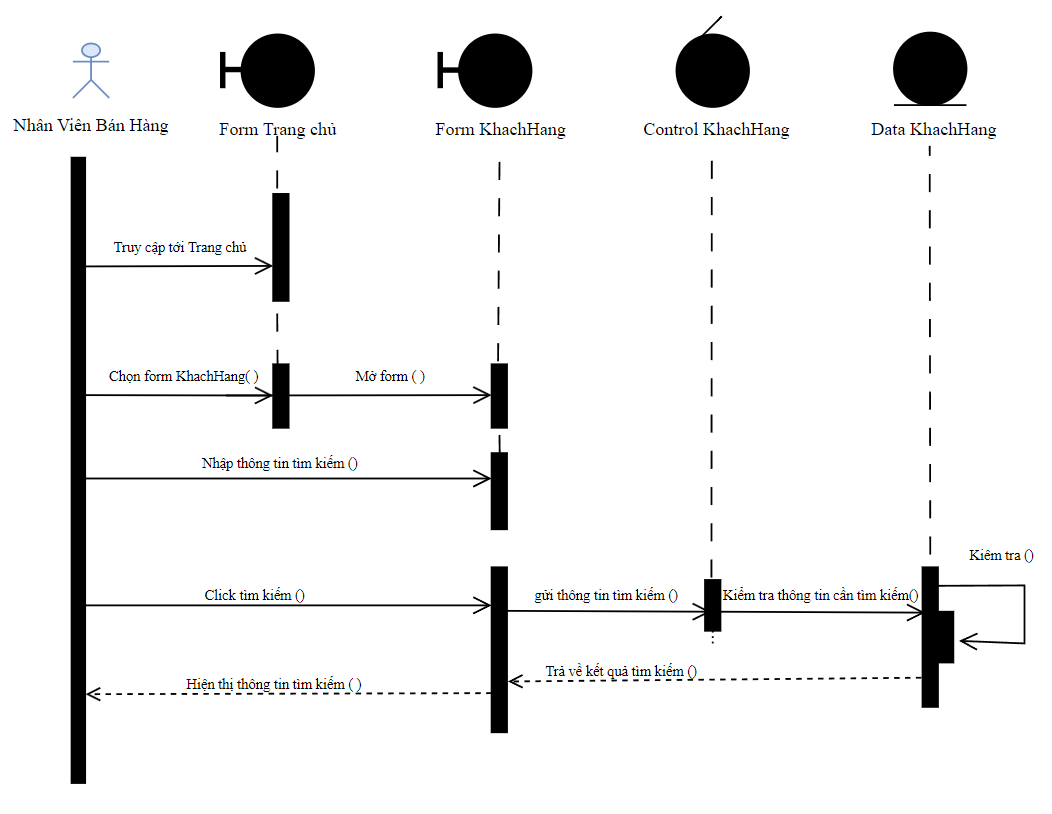 Nhân Viên Bán Hàng
Form Trang chủ
Form KhachHang
Control KhachHang
Data KhachHang
Truy cập tới Trang chủ
Chọn form KhachHang( )
Mở form ( )
Nhập thông tin tìm kiếm ()
Kiêm tra ()
Click tìm kiếm ()
gửi thông tin tìm kiếm ()
Kiểm tra thông tin cần tìm kiếm()
Trả về kết quả tìm kiếm ()
Hiện thị thông tin tìm kiếm ( )